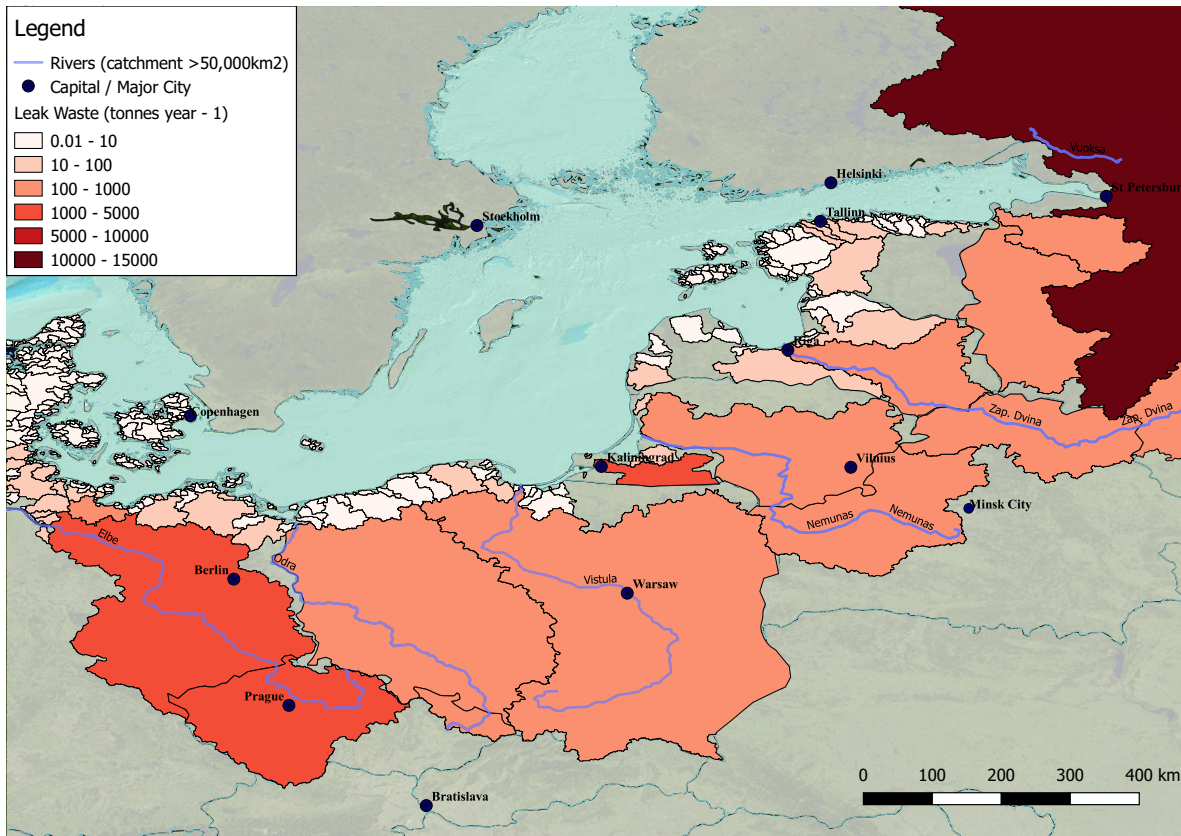 Legend
Rivers (catchment >50,000km2)
Capital / Major City
Leak Waste (tonnes year - 1)
0.01 - 10
10 - 100
100 - 1000
1000 - 5000
5000 - 10000
10000 - 15000
Vuoksa
Helsinki
St Petersbur
Stockholm
Tallinn
Riga
Copenhagen
Zap. Dvina
Zap. Dvina
Kaliningrad
Vilnius
Minsk City
Nemunas
Nemunas
Elbe
Odra
Berlin
Vistula
Warsaw
Prague
Bratislava
0 100 200 300 400 km